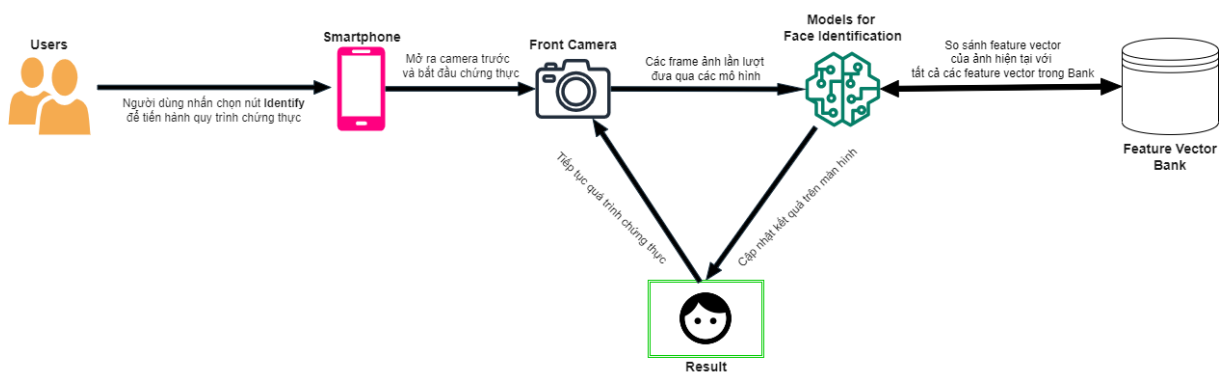 Users
Người dùng nhấn chọn nút Identify
để tiến hành quy trình chứng thực
Smartphone
Mở ra camera trước
và bắt đầu chứng thực
Front Camera
Các frame ảnh lần lượt
đưa qua các mô hình
Models for
Face Identification
So sánh feature vector
của ảnh hiện tại với
tất cả các feature vector trong Bank
Feature Vector
Bank
Tiếp tục quá trình chứng thực
Cập nhật kết quả trên màn hình
Result